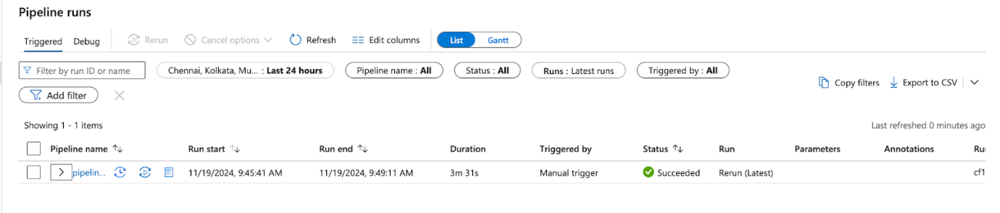 Pipeline runs
Triggered Debug Rerun Cancel options Refresh Edit columns List Gantt
Filter by run ID or name Chennai, Kolkata, Mu... : Last 24 hours Pipeline name : All Status : All Runs : Latest runs Triggered by : All
Copy filters Export to CSV
Add filter
Showing 1 - 1 items Last refreshed 0 minutes ago
Pipeline name Run start Run end Duration Triggered by Status Run Parameters Annotations Ru
pipelin... 11/19/2024, 9:45:41 AM 11/19/2024, 9:49:11 AM 3m 31s Manual trigger Succeeded Rerun (Latest) cf1